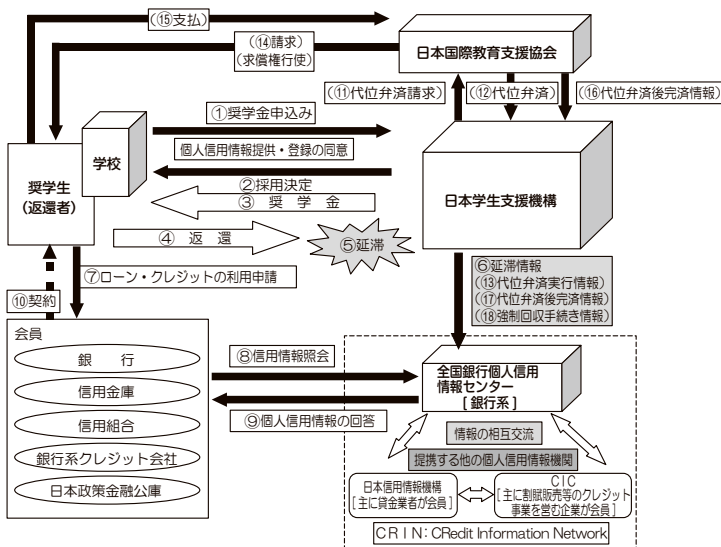 (⑮支払)
(⑭請求)
(求償権行使)
日本国際教育支援協会
(⑪代位弁済請求)
(⑫代位弁済)
(⑯代位弁済後完済情報)
①奨学金申込み
個人信用情報提供・登録の同意
学校
奨学生
(返還者)
②採用決定
③ 奨 学 金
日本学生支援機構
④ 返 還
⑤延滞
⑥延滞情報
(⑬代位弁済実行情報)
(⑰代位弁済後完済情報)
(⑱強制回収手続き情報)
⑦ローン・クレジットの利用申請
⑩契約
会員
銀 行
信用金庫
信用組合
銀行系クレジット会社
日本政策金融公庫
⑧信用情報照会
⑨個人信用情報の回答
全国銀行個人信用
情報センター
[ 銀行系 ]
情報の相互交流
提携する他の個人信用情報機関
日本信用情報機構
[ 主に貸金業者が会員 ]
CIC
[ 主に割賦販売等のクレジット
事業を営む企業が会員 ]
CRIN:CRedit Information Network